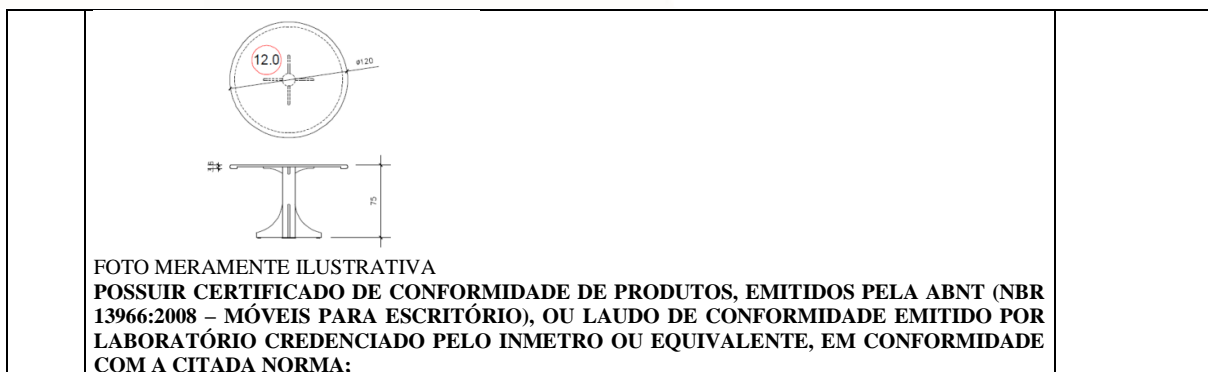 12.0
ø120
75
FOTO MERAMENTE ILUSTRATIVA
POSSUIR CERTIFICADO DE CONFORMIDADE DE PRODUTOS, EMITIDOS PELA ABNT (NBR
13966:2008 – MÓVEIS PARA ESCRITÓRIO), OU LAUDO DE CONFORMIDADE EMITIDO POR
LABORATÓRIO CREDENCIADO PELO INMETRO OU EQUIVALENTE, EM CONFORMIDADE
COM A CITADA NORMA;